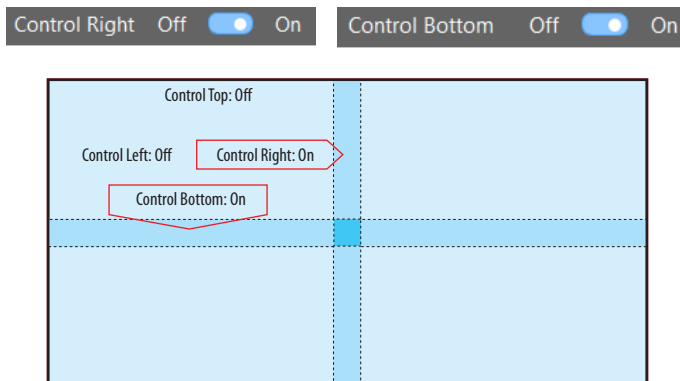 Control Right Off On
Control Bottom Off On
Control Top: Off
Control Left: Off
Control Right: On
Control Bottom: On